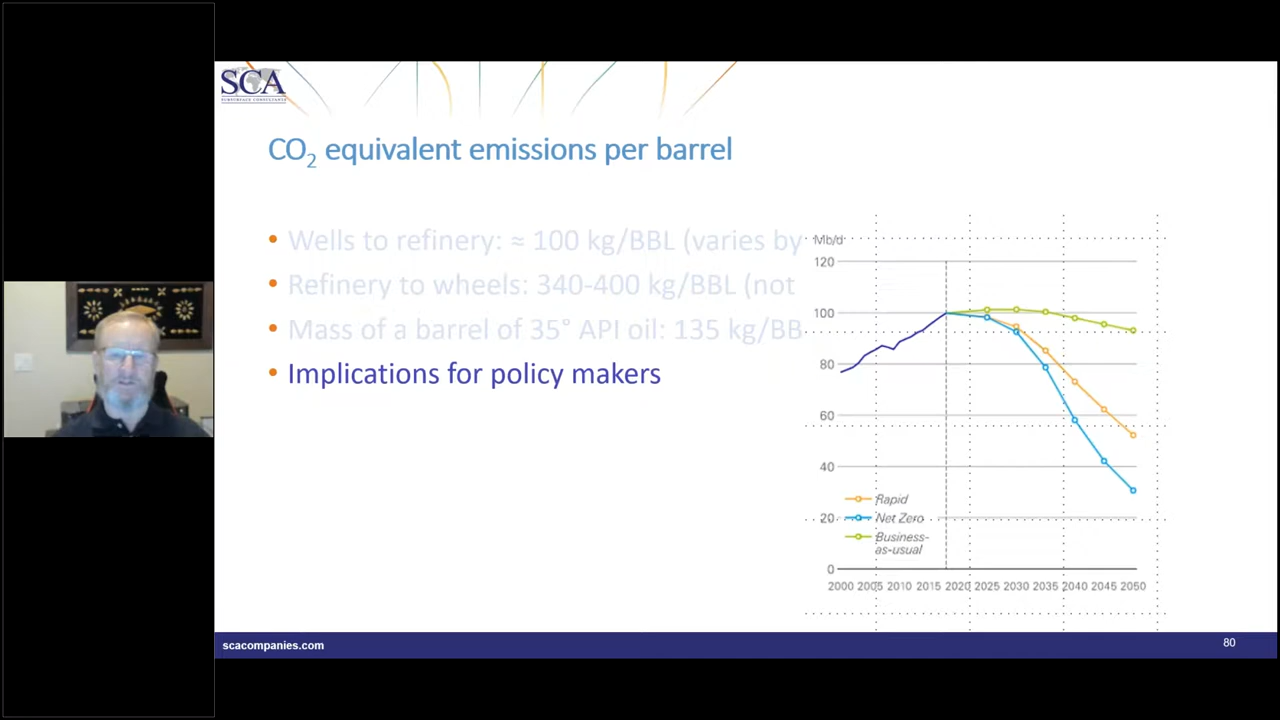 SCA
SUBSURFACE CONSULTANTS
CO₂ equivalent emissions per barrel
• Wells to refinery: ≈ 100 kg/BBL (varies by
• Refinery to wheels: 340-400 kg/BBL (not
• Mass of a barrel of 35° API oil: 135 kg/BB
• Implications for policy makers
Mb/d
120
100
80
60
40
20
0
Rapid
Net Zero
Business-
as-usual
2000 2005 2010 2015 2020 2025 2030 2035 2040 2045 2050
scacompanies.com
80